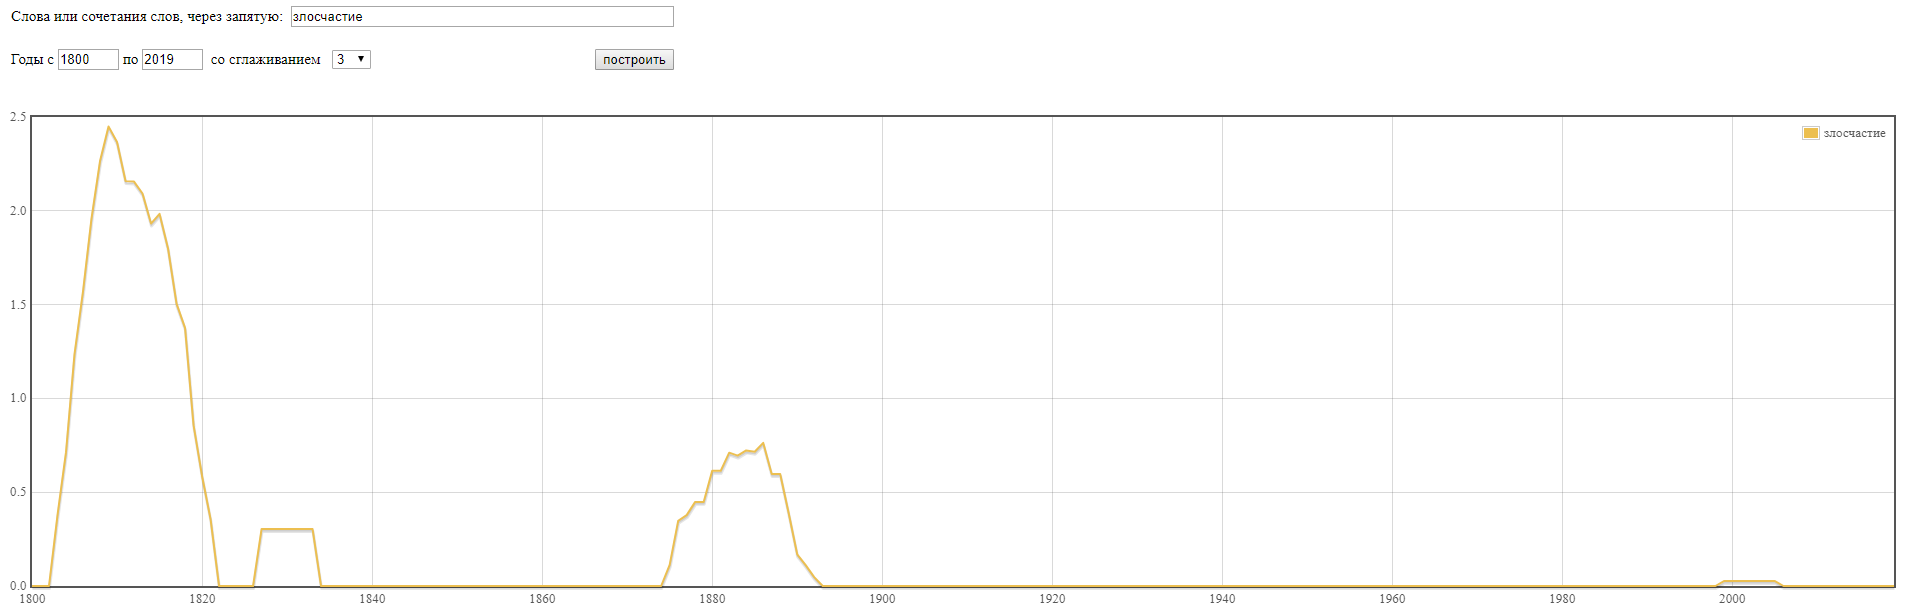 Слова или сочетания слов, через запятую: злосчастие
Годы с 1800 по 2019 со сглаживанием 3 построить
2.5
злосчастие
2.0
1.5
1.0
0.5
0.0
1800 1820 1840 1860 1880 1900 1920 1940 1960 1980 2000